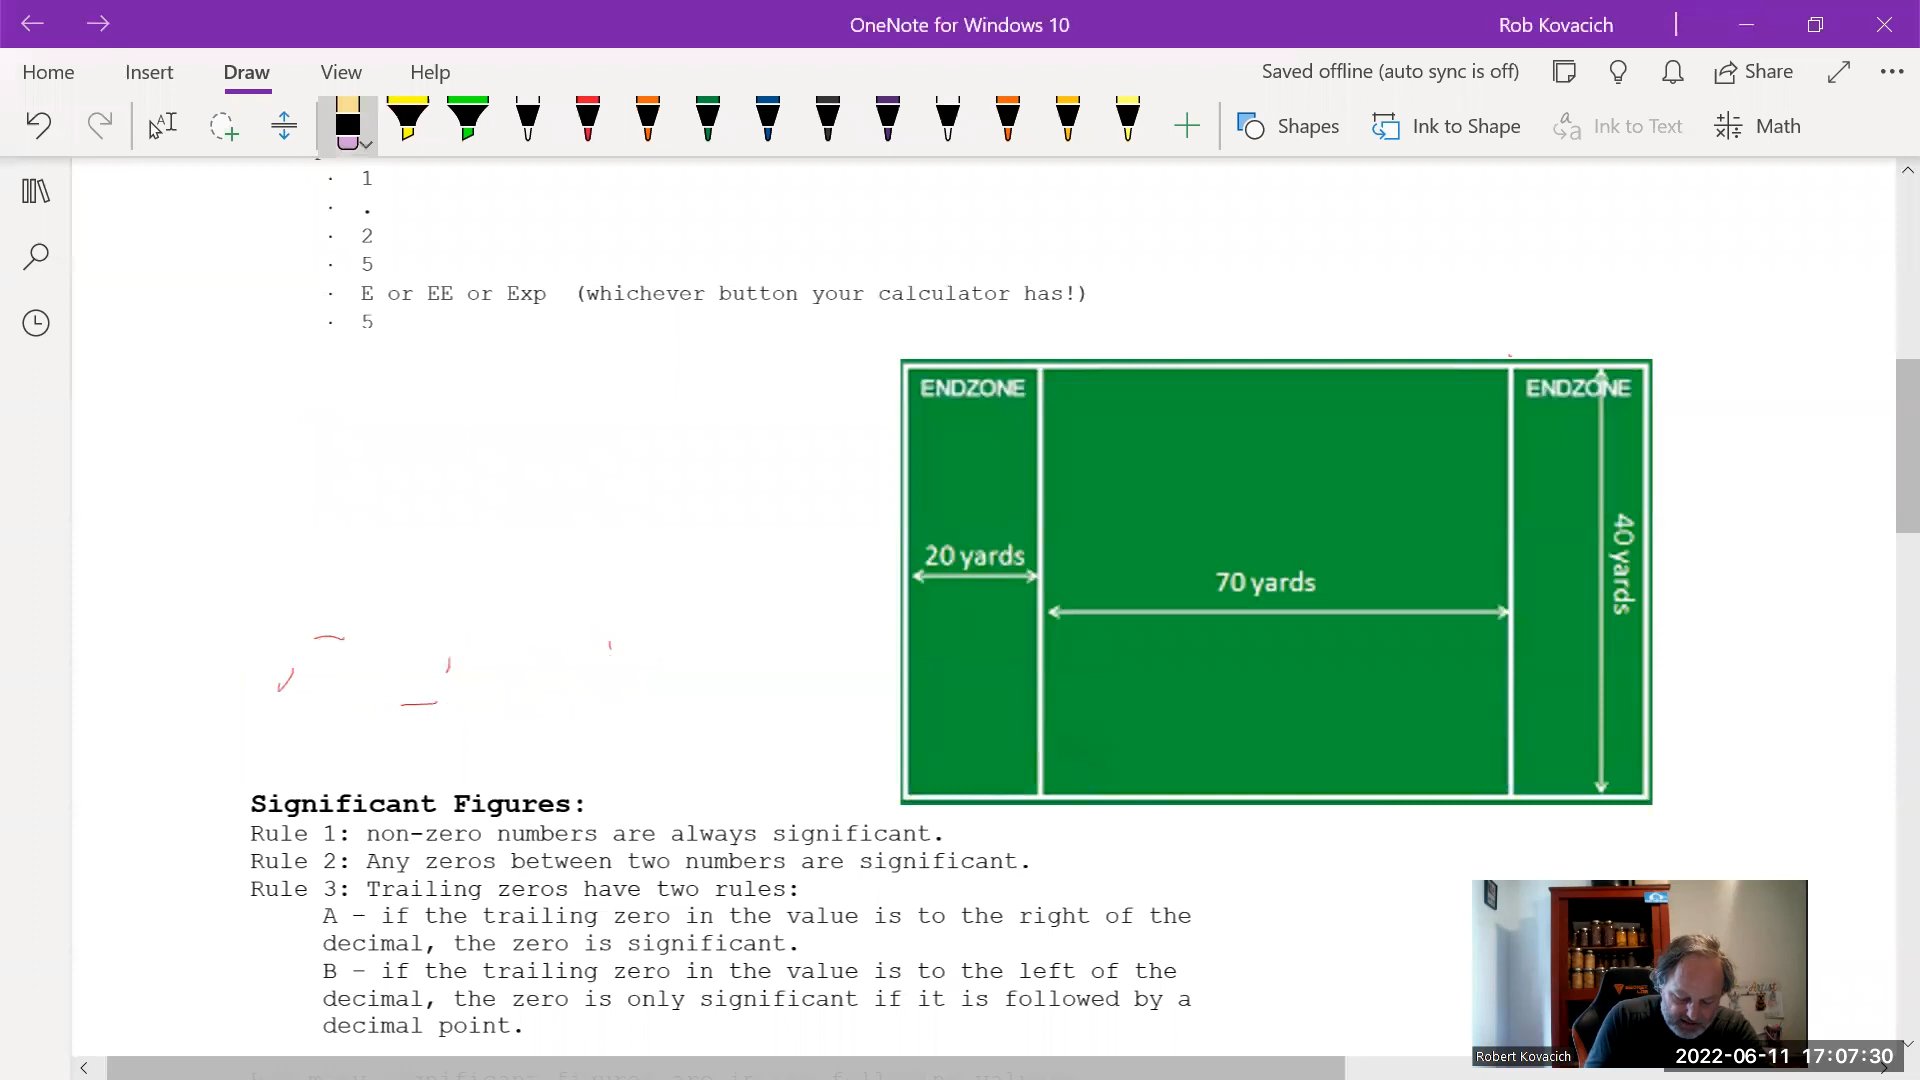 OneNote for Windows 10
Rob Kovacich
Home Insert Draw View Help
Saved offline (auto sync is off)
Share
Shapes
Ink to Shape
Ink to Text
Math
· 1
· .
· 2
· 5
· E or EE or Exp (whichever button your calculator has!)
· 5
ENDZONE
ENDZONE
20 yards
70 yards
40 yards
Significant Figures:
Rule 1: non-zero numbers are always significant.
Rule 2: Any zeros between two numbers are significant.
Rule 3: Trailing zeros have two rules:
A – if the trailing zero in the value is to the right of the
decimal, the zero is significant.
B – if the trailing zero in the value is to the left of the
decimal, the zero is only significant if it is followed by a
decimal point.
Robert Kovacich
2022-06-11 17:07:30